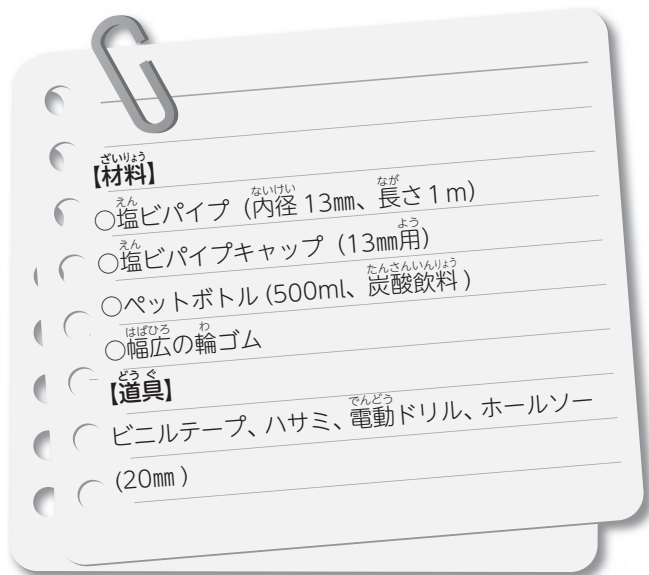 【材料】
○塩ビパイプ（内径 13㎜、長さ 1 m）
○塩ビパイプキャップ（13㎜用）
○ペットボトル (500ml、炭酸飲料 )
○幅広の輪ゴム
【道具】
ビニルテープ、ハサミ、電動ドリル、ホールソー
(20㎜ )